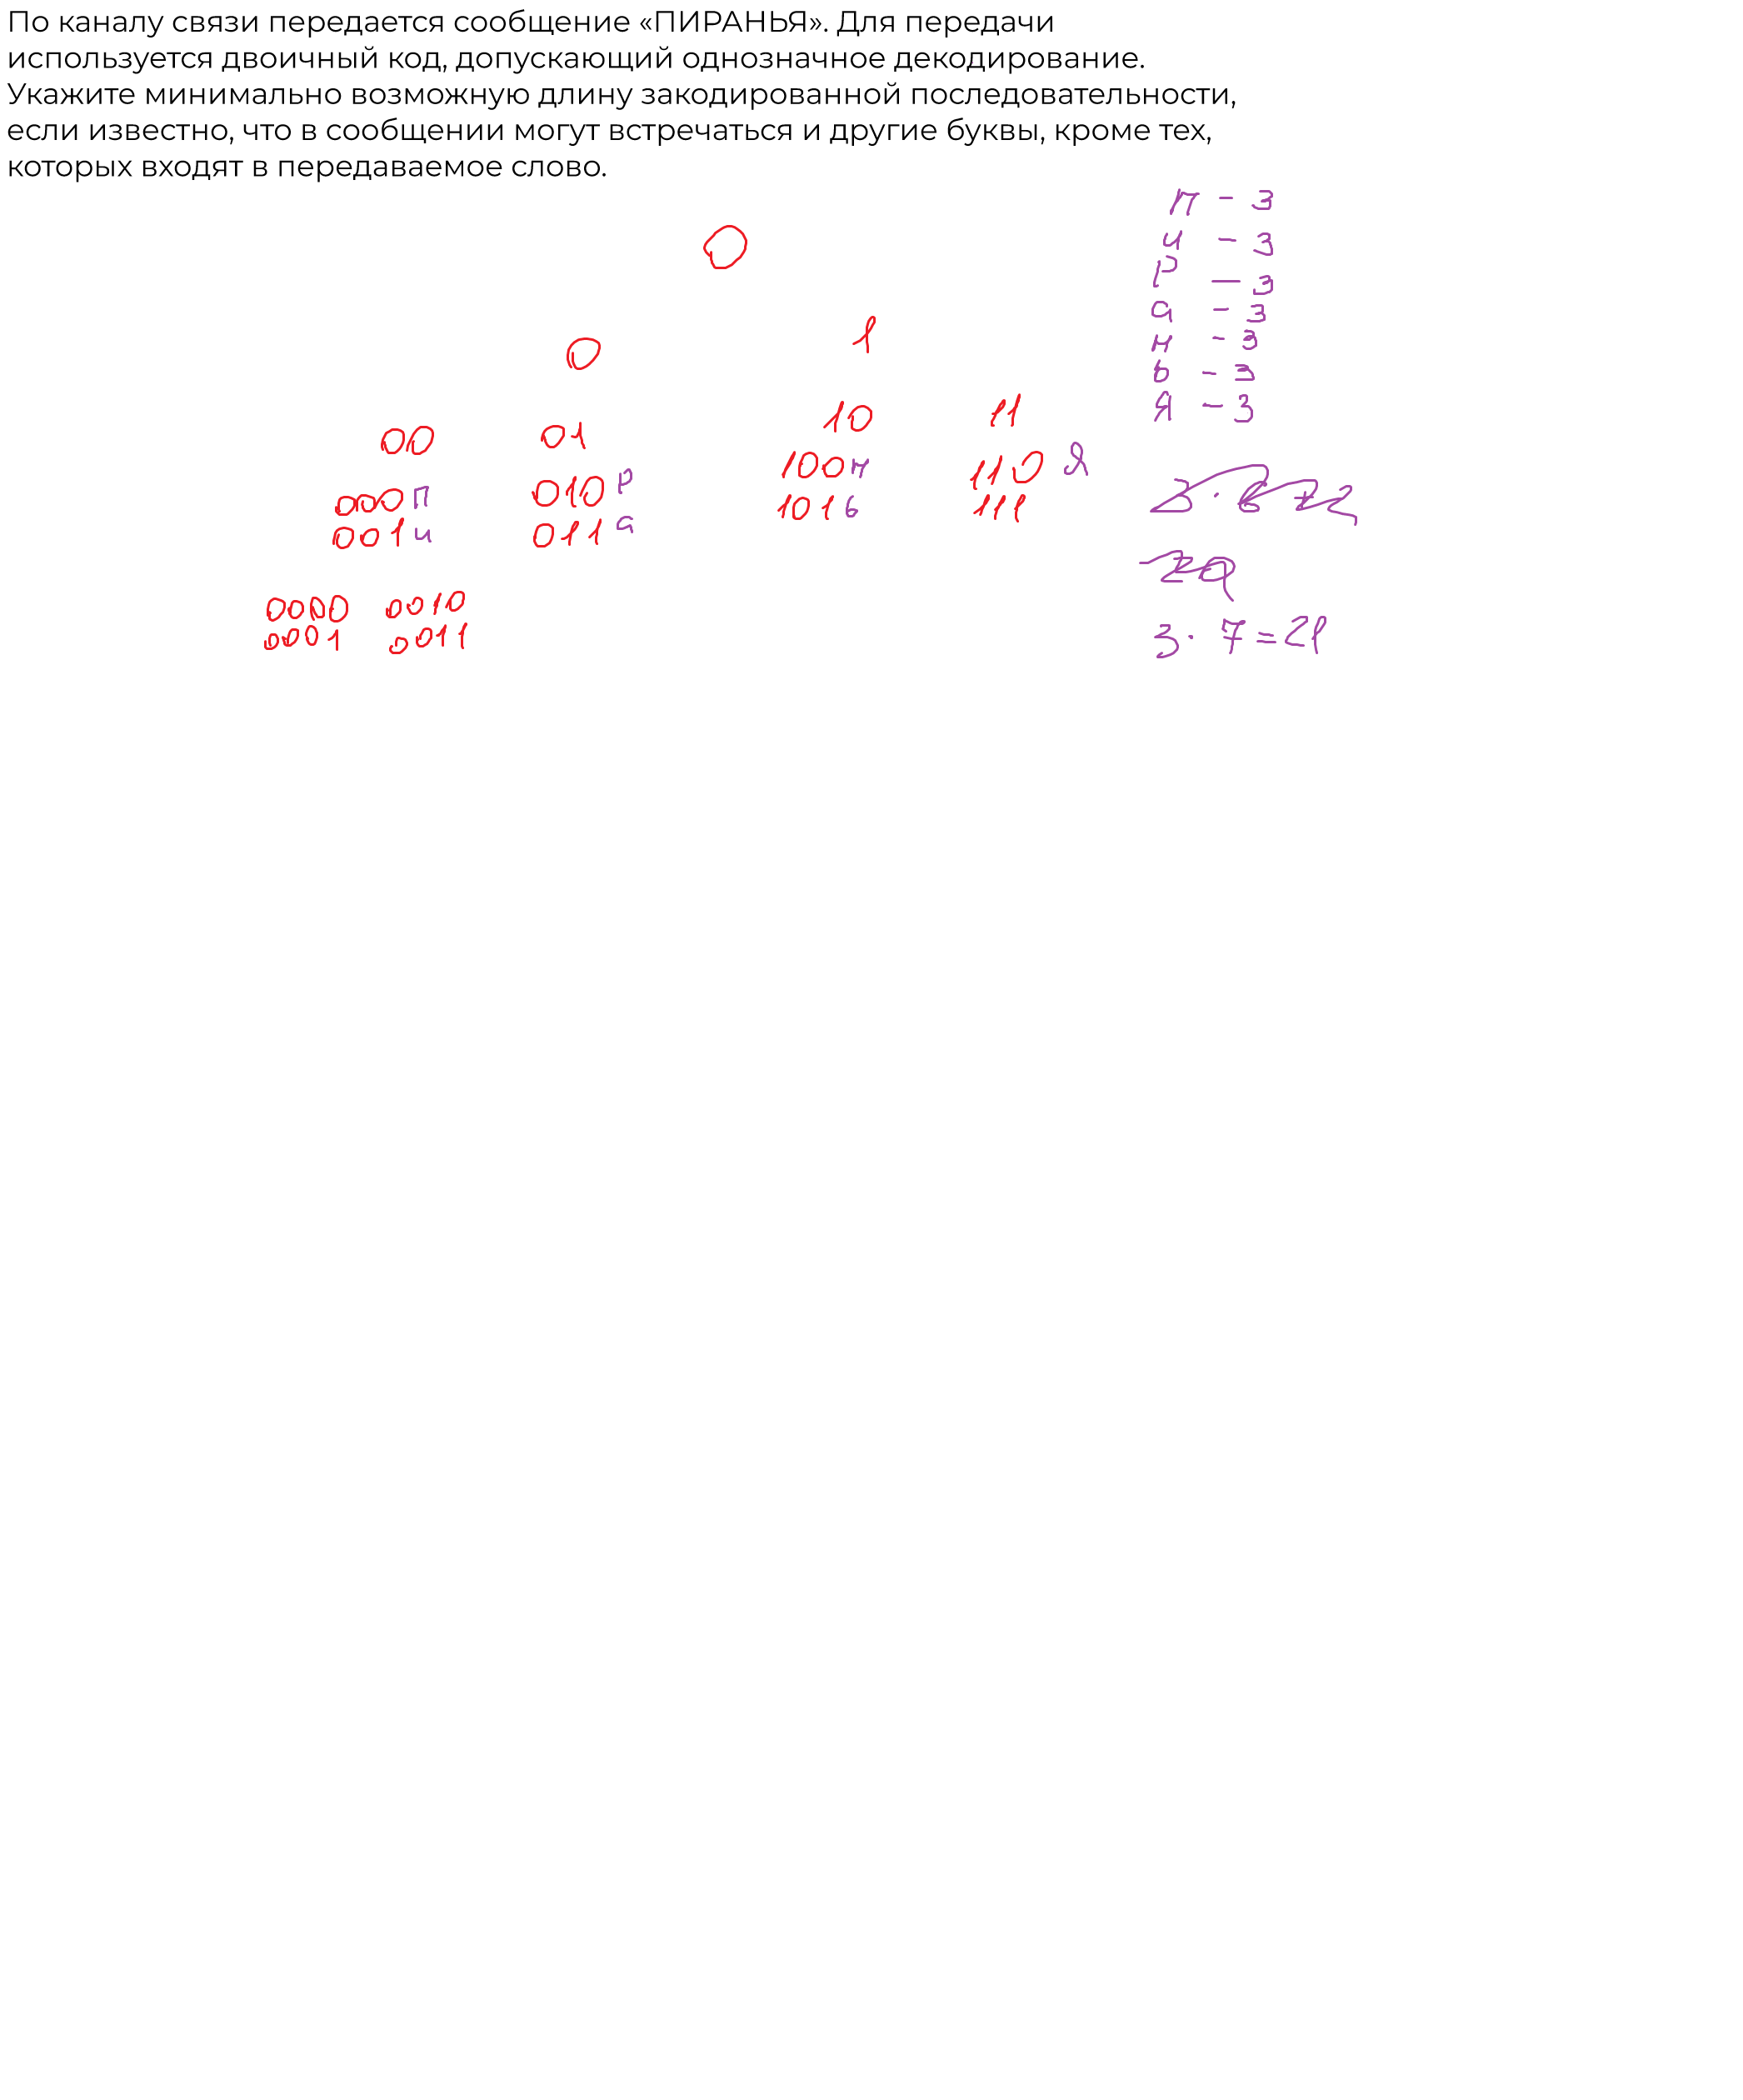 По каналу связи передается сообщение «ПИРАНЬЯ». Для передачи
используется двоичный код, допускающий однозначное декодирование.
Укажите минимально возможную длину закодированной последовательности,
если известно, что в сообщении могут встречаться и другие буквы, кроме тех,
которых входят в передаваемое слово.
П - 3
и - 3
Р - 3
а - 3
н - 3
ь - 3
Я - 3
0
0 1
00 01 10 11
000 П 010 Р 100 н 110 Я
001 и 011 а 101 ь 111
0000 0010
0001 0011
3 · 7 = 21